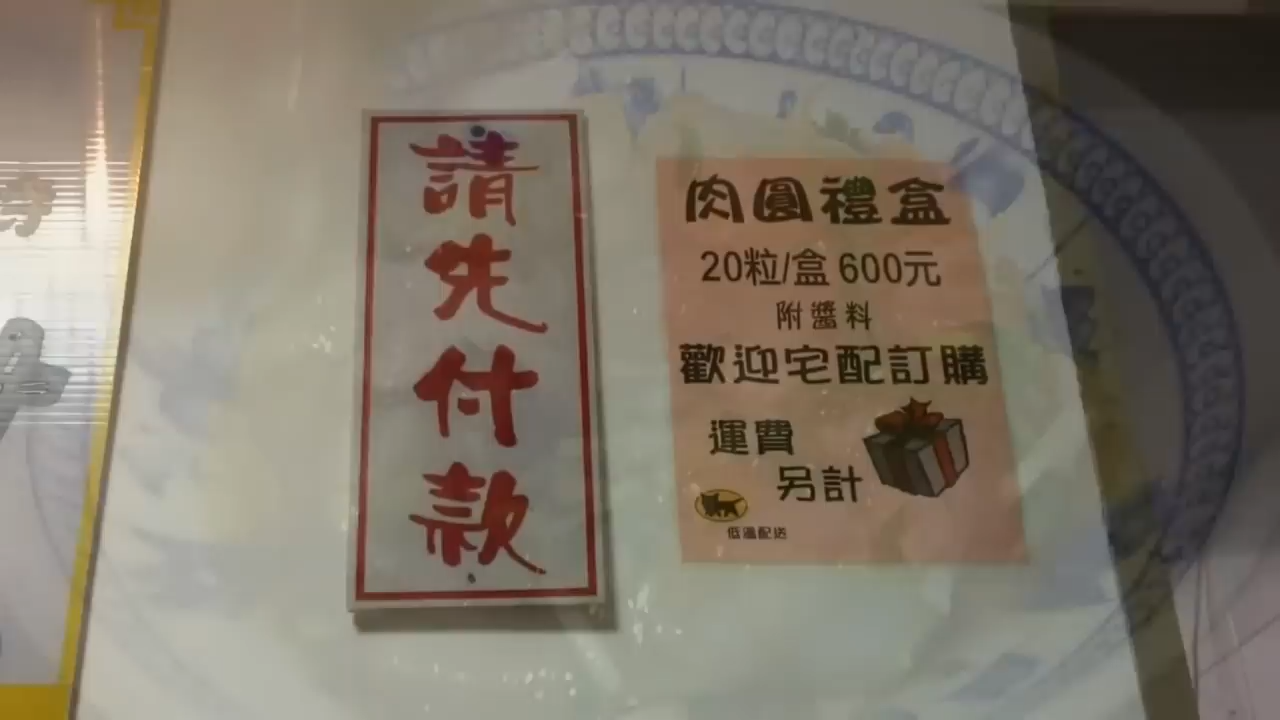 請先付款
肉圓禮盒
20粒/盒 600元
附醬料
歡迎宅配訂購
運費
另計
低溫配送